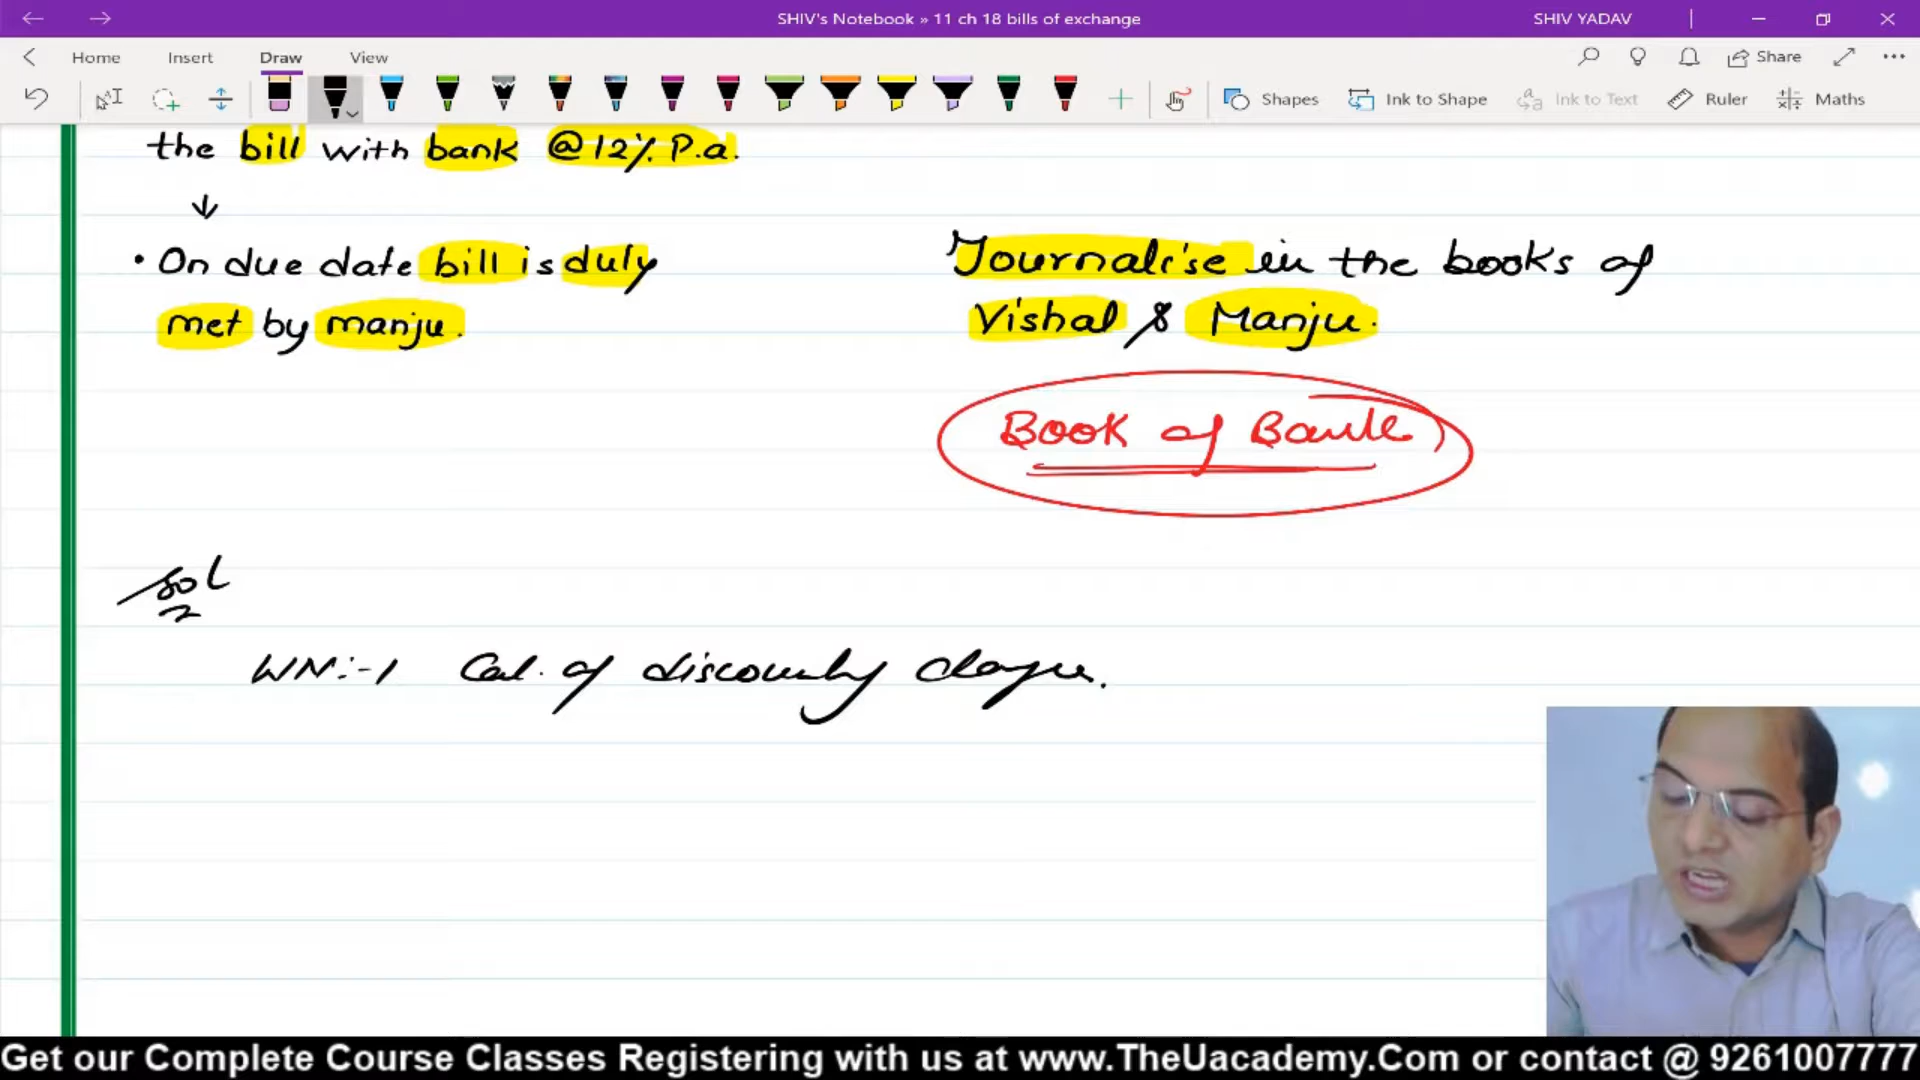 SHIV's Notebook » 11 ch 18 bills of exchange
SHIV YADAV
Home Insert Draw View
Share
Shapes
Ink to Shape
Ink to Text
Ruler
Maths
the bill with bank @ 12% P.a.
• On due date bill is duly
met by manju.
Journalise in the books of
Vishal & Manju.
Book of Bank
Sol
WN:-1 Cal. of discounting charges.
Get our Complete Course Classes Registering with us at www.TheUacademy.Com or contact @ 9261007777